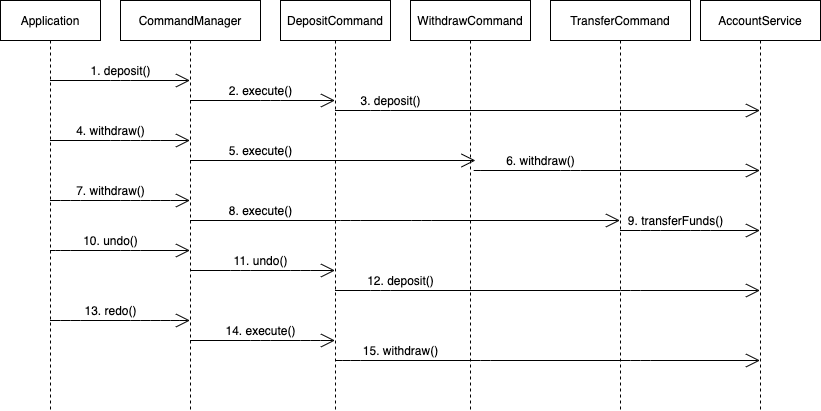 Application
CommandManager
DepositCommand
WithdrawCommand
TransferCommand
AccountService
1. deposit()
2. execute()
3. deposit()
4. withdraw()
5. execute()
6. withdraw()
7. withdraw()
8. execute()
9. transferFunds()
10. undo()
11. undo()
12. deposit()
13. redo()
14. execute()
15. withdraw()